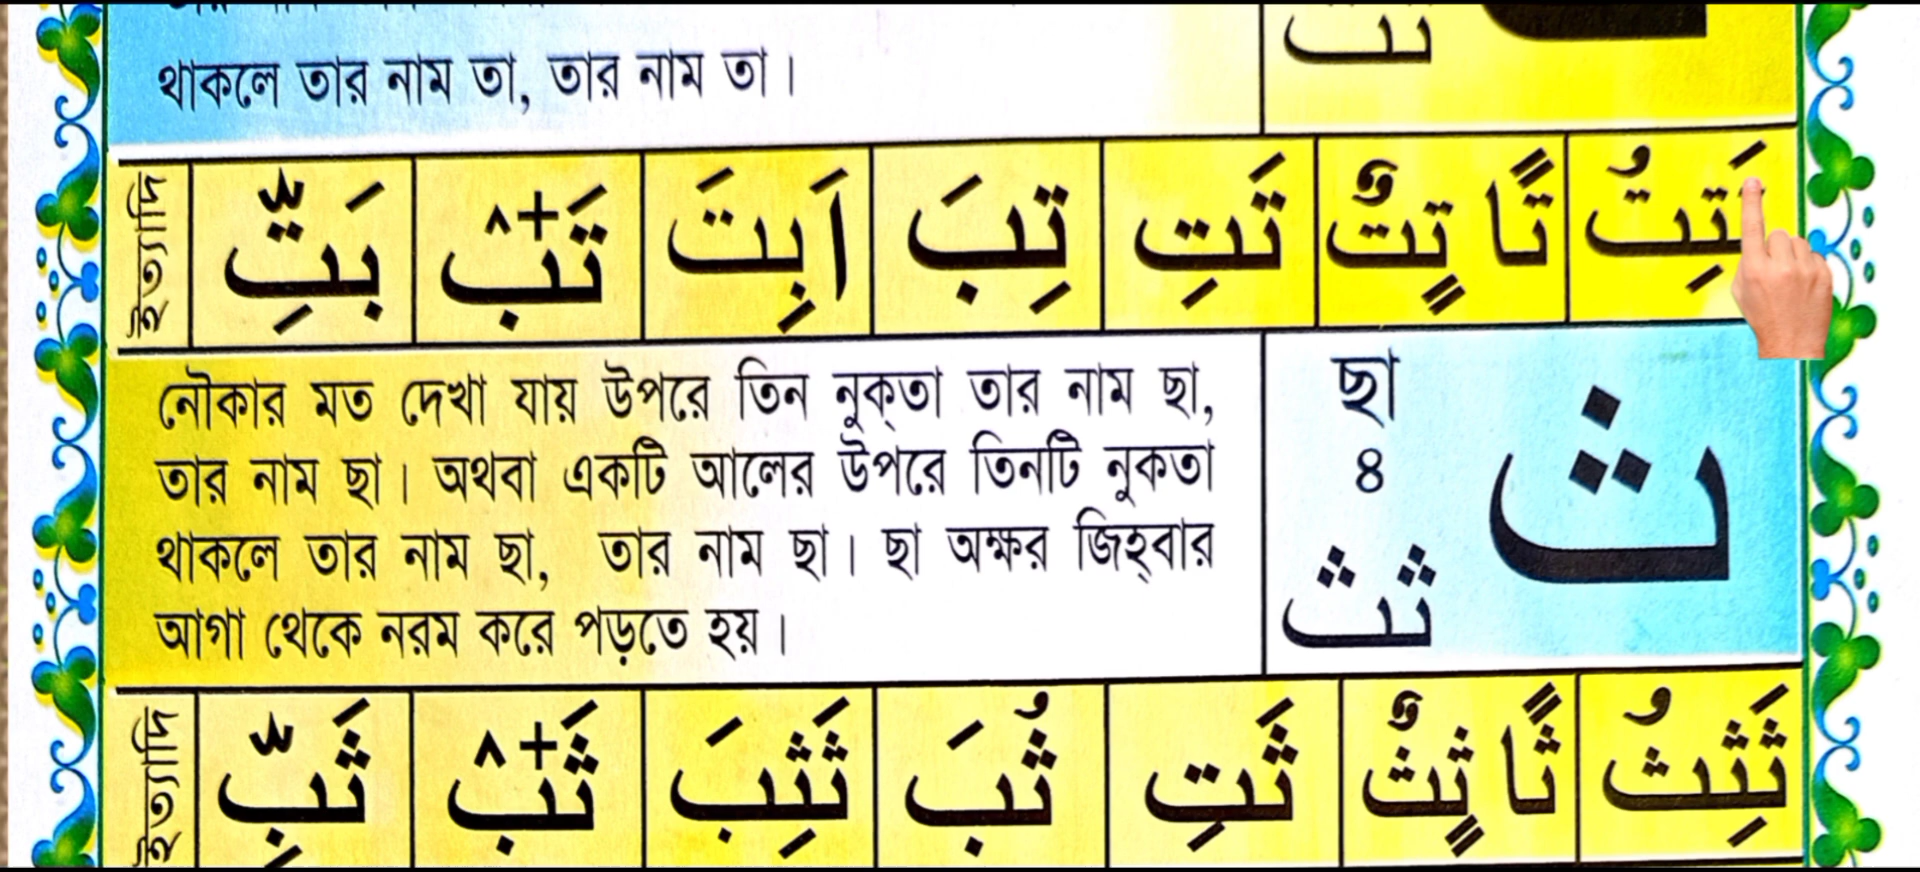 থাকলে তার নাম তা, তার নাম তা।
ث
تَتِتُ تًا تٍتٌ تَتِ تِبَ اَبِتَ تَبْ + بَتِّ ইত্যাদি
ছা ث
৪
ثث
নৌকার মত দেখা যায় উপরে তিন নুক্তা তার নাম ছা,
তার নাম ছা। অথবা একটি আলের উপরে তিনটি নুকতা
থাকলে তার নাম ছা, তার নাম ছা। ছা অক্ষর জিহ্বার
আগা থেকে নরম করে পড়তে হয়।
ثَثِثُ ثًا ثٍثٌ ثَتِ ثُبَ ثَثِبَ ثَبْ + ثَبِّ ইত্যাদি